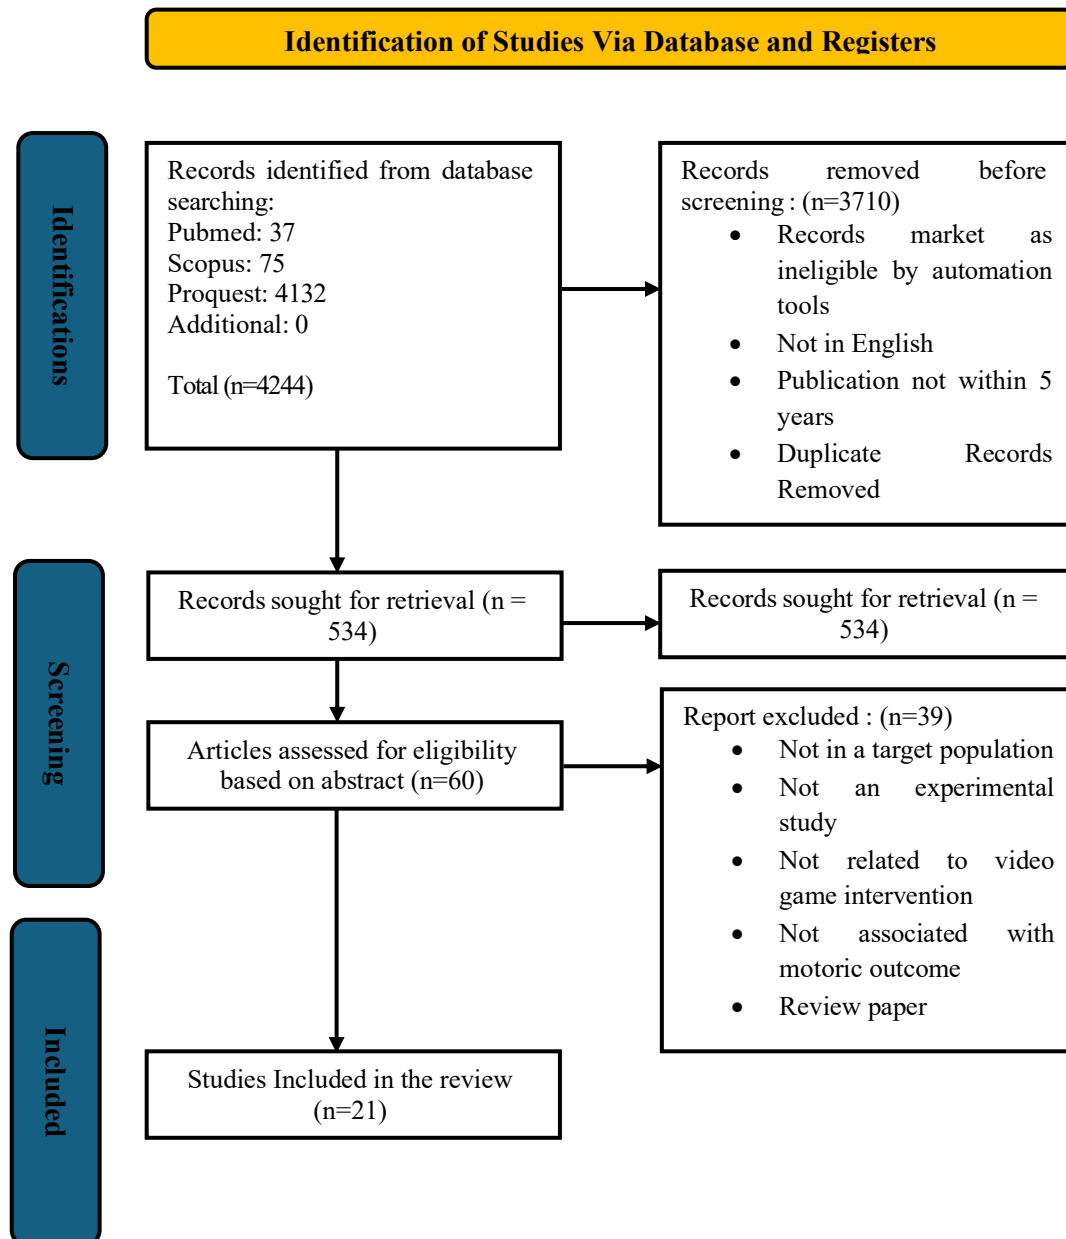 Identification of Studies Via Database and Registers
Identifications
Records identified from database
searching:
Pubmed: 37
Scopus: 75
Proquest: 4132
Additional: 0
Total (n=4244)
Records removed before
screening : (n=3710)
• Records market as
ineligible by automation
tools
• Not in English
• Publication not within 5
years
• Duplicate Records
Removed
Screening
Records sought for retrieval (n =
534)
Records sought for retrieval (n =
534)
Articles assessed for eligibility
based on abstract (n=60)
Report excluded : (n=39)
• Not in a target population
• Not an experimental
study
• Not related to video
game intervention
• Not associated with
motoric outcome
• Review paper
Included
Studies Included in the review
(n=21)